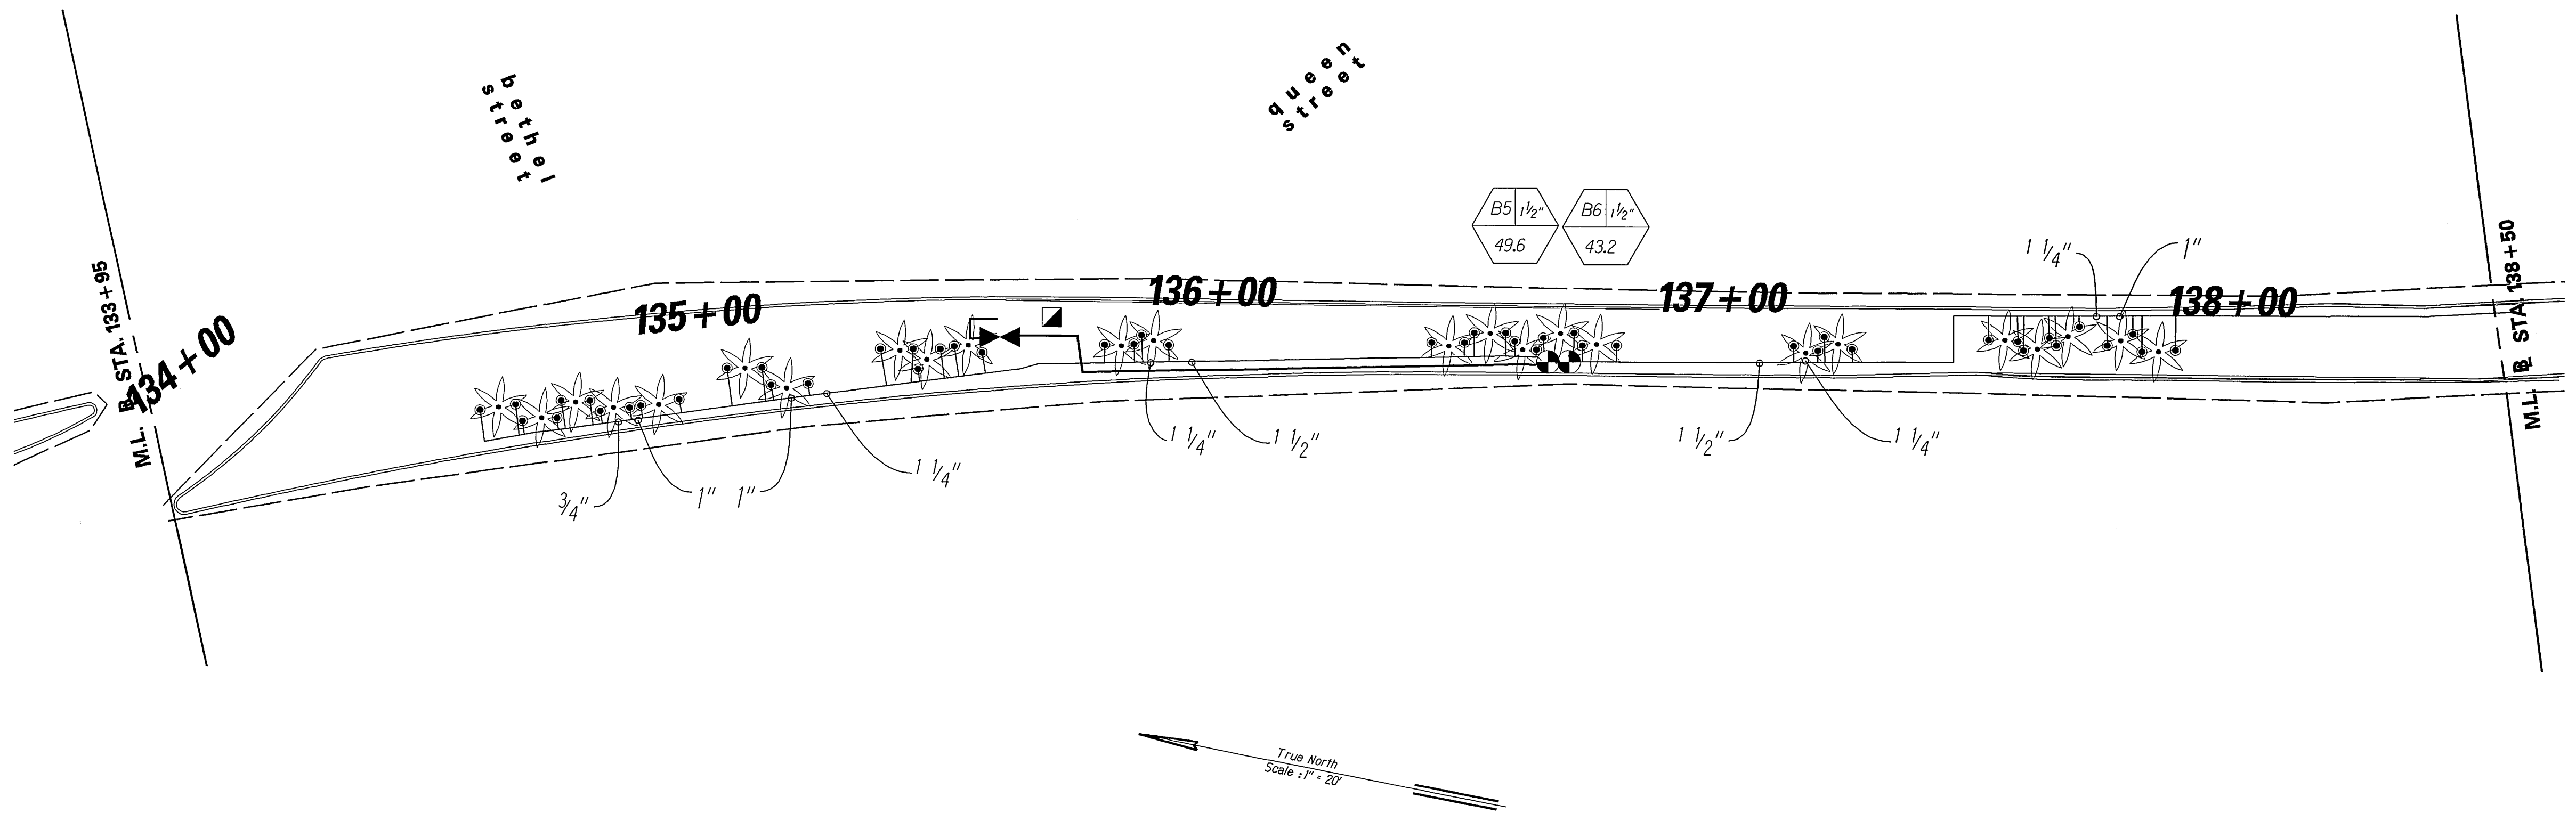 bethel
street
queen
street
B5 1½"
49.6
B6 1½"
43.2
M.L. B STA. 133+95
134+00
135+00
136+00
137+00
138+00
M.L. B STA. 138+50
1 1/4"
1"
3/4"
1"
1"
1 1/4"
1 1/4"
1 1/2"
1 1/2"
1 1/4"
True North
Scale : 1" = 20'